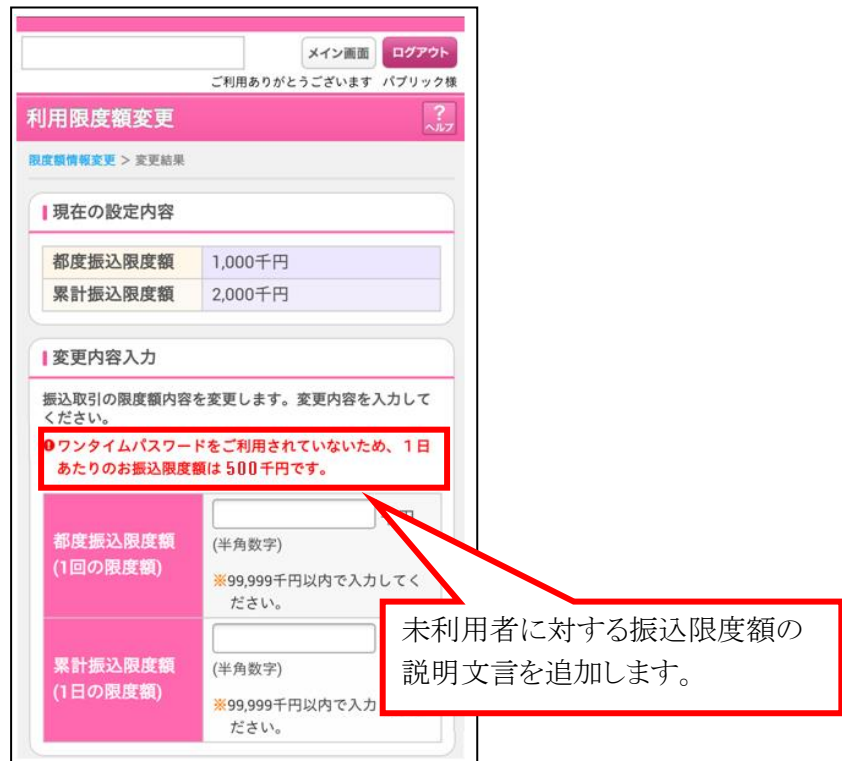 メイン画面 ログアウト
ご利用ありがとうございます パブリック様
利用限度額変更
?
ヘルプ
限度額情報変更 > 変更結果
現在の設定内容
都度振込限度額 1,000千円
累計振込限度額 2,000千円
変更内容入力
振込取引の限度額内容を変更します。変更内容を入力して
ください。
ワンタイムパスワードをご利用されていないため、1日
あたりのお振込限度額は500千円です。
都度振込限度額
(1回の限度額)
(半角数字)
※99,999千円以内で入力してく
ださい。
累計振込限度額
(1日の限度額)
(半角数字)
※99,999千円以内で入力
ださい。
未利用者に対する振込限度額の
説明文言を追加します。